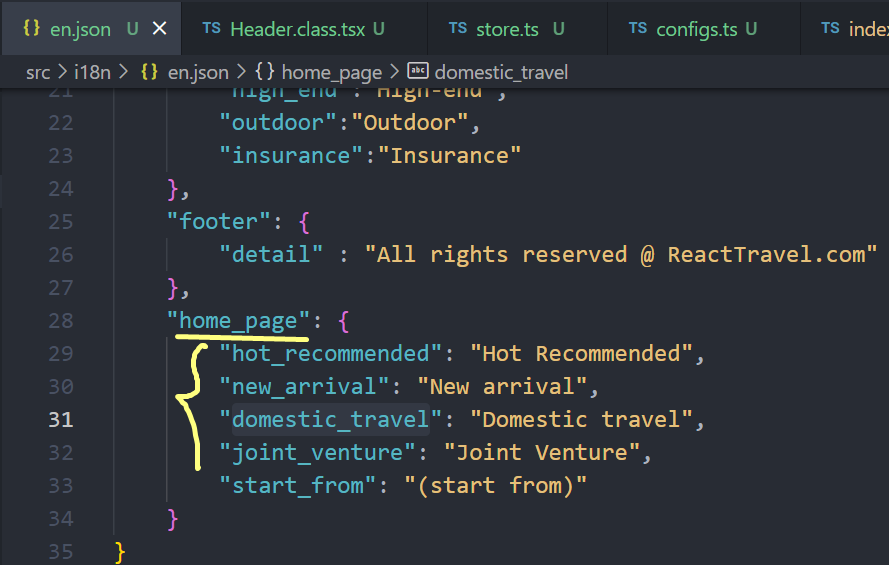 {} en.json U × TS Header.class.tsx U TS store.ts U TS configs.ts U TS inde
src > i18n > {} en.json > {} home_page > abc domestic_travel
21 "high_end":"High-end",
22 "outdoor":"Outdoor",
23 "insurance":"Insurance"
24 },
25 "footer": {
26 "detail" : "All rights reserved @ ReactTravel.com"
27 },
28 "home_page": {
29 "hot_recommended": "Hot Recommended",
30 "new_arrival": "New arrival",
31 "domestic_travel": "Domestic travel",
32 "joint_venture": "Joint Venture",
33 "start_from": "(start from)"
34 }
35 }